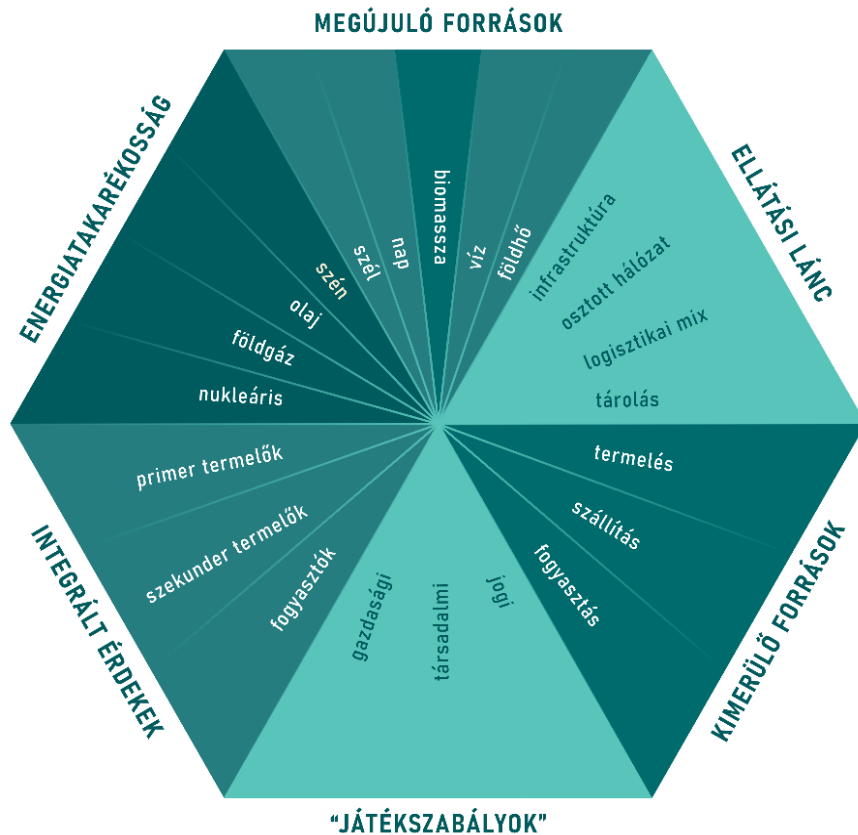 MEGÚJULÓ FORRÁSOK
szél
nap
biomassza
víz
földhő
ELLÁTÁSI LÁNC
infrastruktúra
osztott hálózat
logisztikai mix
tárolás
KIMERÜLŐ FORRÁSOK
termelés
szállítás
fogyasztás
"JÁTÉKSZABÁLYOK"
jogi
társadalmi
gazdasági
INTEGRÁLT ÉRDEKEK
fogyasztók
szekunder termelők
primer termelők
ENERGIATAKARÉKOSSÁG
nukleáris
földgáz
olaj
szén